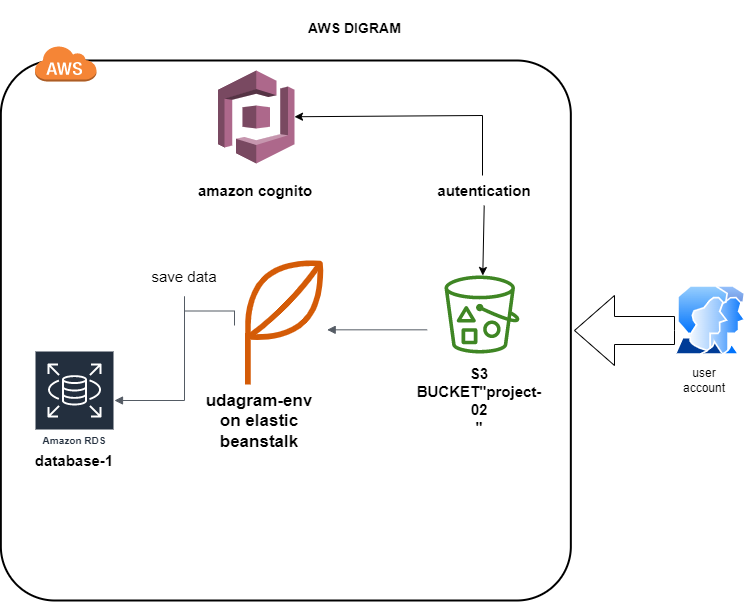 AWS DIGRAM
AWS
amazon cognito
autentication
save data
S3
BUCKET"project-
02
"
user
account
udagram-env
on elastic
beanstalk
Amazon RDS
database-1